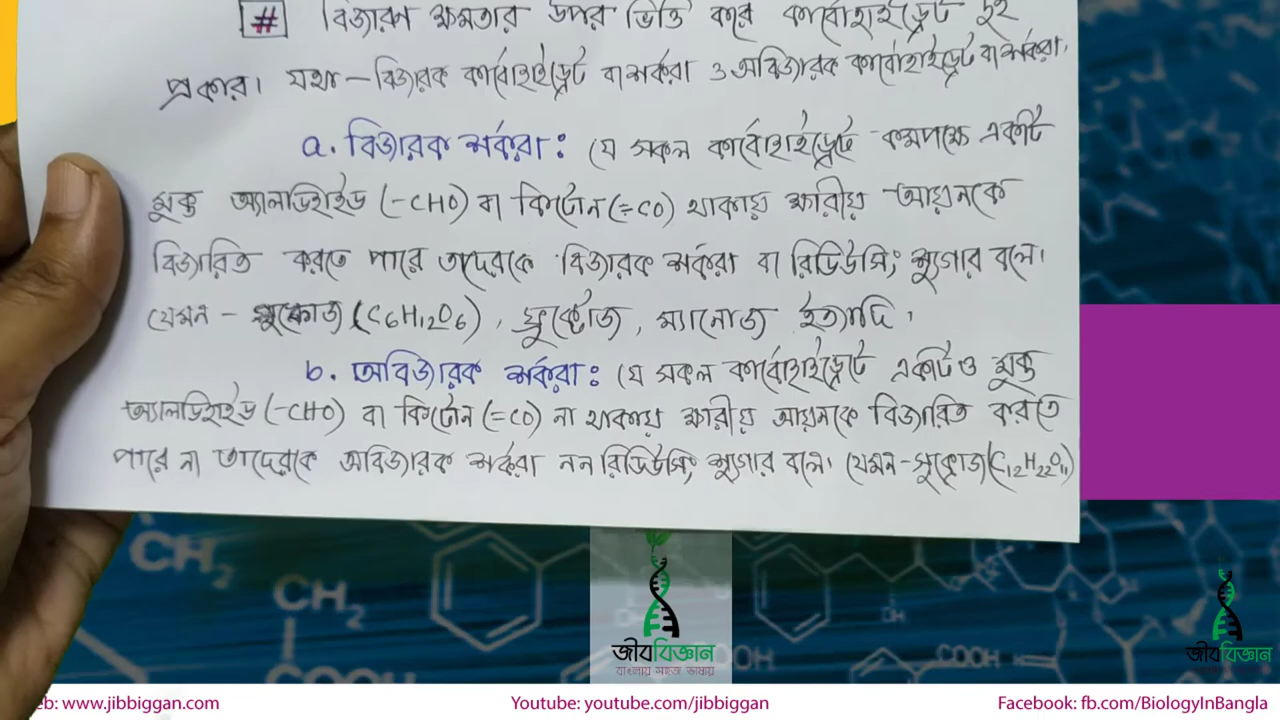 # বিজারণ ক্ষমতার উপর ভিত্তি করে কার্বোহাইড্রেট দুই
প্রকার। যথা – বিজারক কার্বোহাইড্রেট বা শর্করা ও অবিজারক কার্বোহাইড্রেট বা শর্করা।
a. বিজারক শর্করা : যে সকল কার্বোহাইড্রেটে কমপক্ষে একটি
মুক্ত অ্যালডিহাইড (-CHO) বা কিটোন (=CO) থাকায় ক্ষারীয় আয়নকে
বিজারিত করতে পারে তাদেরকে বিজারক শর্করা বা রিডিউসিং শ্যুগার বলে।
যেমন – (C6H12O6), ফ্রুক্টোজ, ম্যানোজ ইত্যাদি।
b. অবিজারক শর্করা : যে সকল কার্বোহাইড্রেটে একটিও মুক্ত
অ্যালডিহাইড (-CHO) বা কিটোন (=CO) না থাকায় ক্ষারীয় আয়নকে বিজারিত করতে
পারে না তাদেরকে অবিজারক শর্করা নন রিডিউসিং শ্যুগার বলে। যেমন-সুক্রোজ (C12H22O11)
CH2
CH2
OH
COOH
জীববিজ্ঞান
বাংলায় সহজ ভাষায়
জীববিজ্ঞান
www.jibbiggan.com
Youtube: youtube.com/jibbiggan
Facebook: fb.com/BiologyInBangla